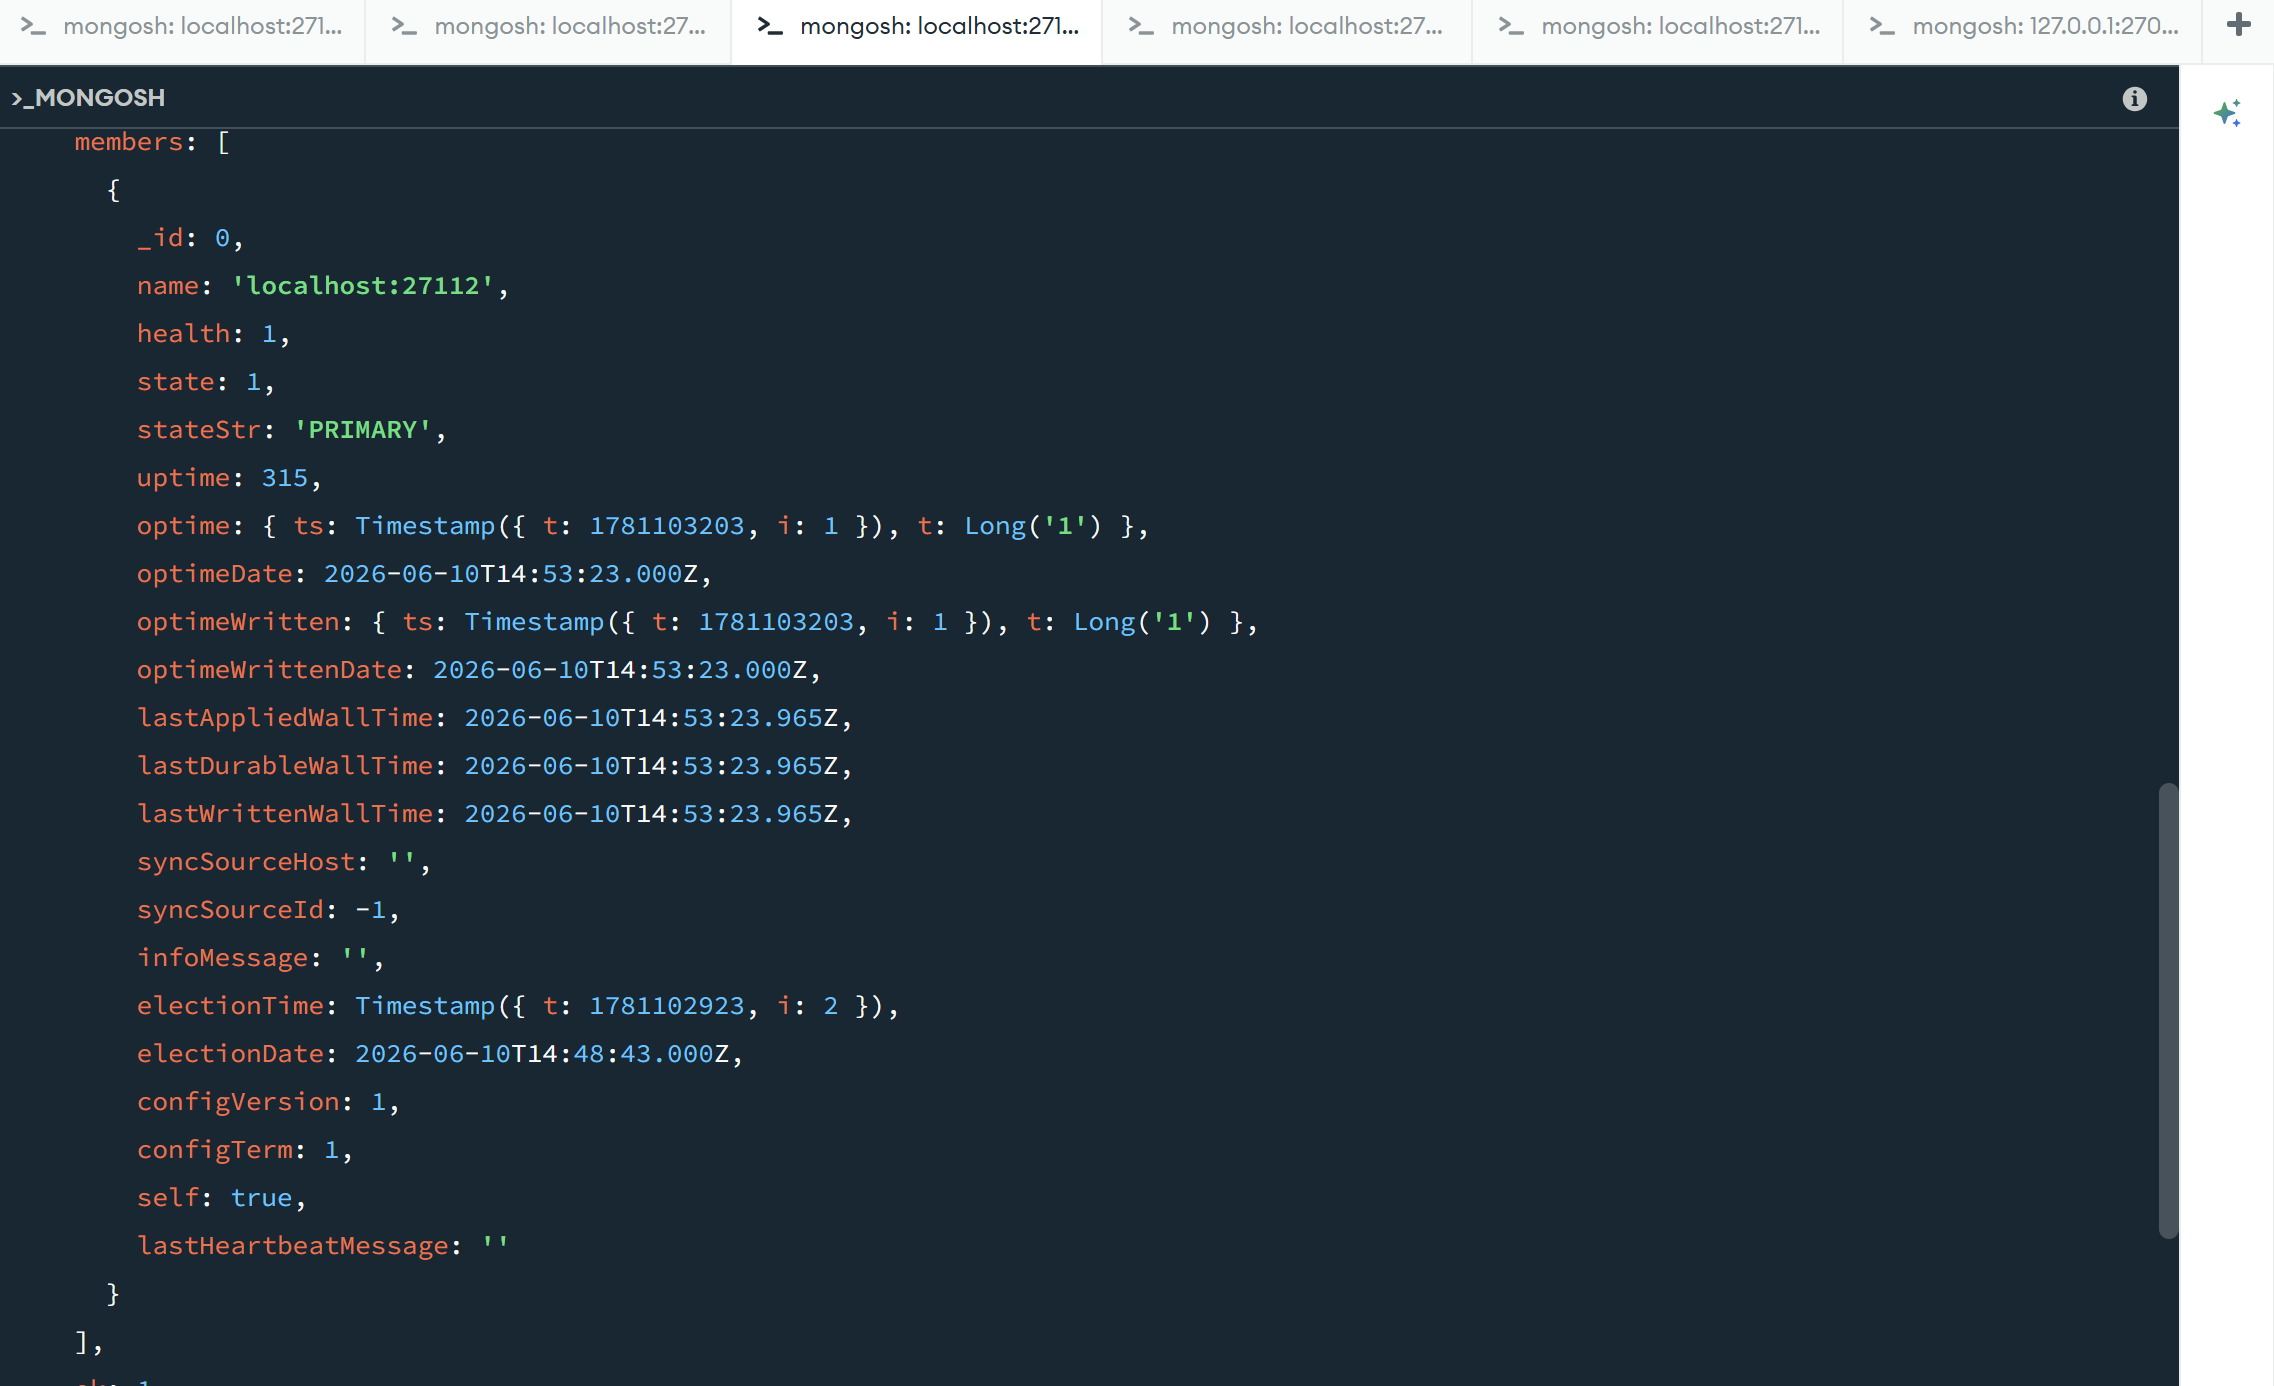 mongosh: localhost:271... mongosh: localhost:27... mongosh: localhost:271... mongosh: localhost:27... mongosh: localhost:271... mongosh: 127.0.0.1:270...
>_MONGOSH
members: [
{
_id: 0,
name: 'localhost:27112',
health: 1,
state: 1,
stateStr: 'PRIMARY',
uptime: 315,
optime: { ts: Timestamp({ t: 1781103203, i: 1 }), t: Long('1') },
optimeDate: 2026-06-10T14:53:23.000Z,
optimeWritten: { ts: Timestamp({ t: 1781103203, i: 1 }), t: Long('1') },
optimeWrittenDate: 2026-06-10T14:53:23.000Z,
lastAppliedWallTime: 2026-06-10T14:53:23.965Z,
lastDurableWallTime: 2026-06-10T14:53:23.965Z,
lastWrittenWallTime: 2026-06-10T14:53:23.965Z,
syncSourceHost: '',
syncSourceId: -1,
infoMessage: '',
electionTime: Timestamp({ t: 1781102923, i: 2 }),
electionDate: 2026-06-10T14:48:43.000Z,
configVersion: 1,
configTerm: 1,
self: true,
lastHeartbeatMessage: ''
}
],